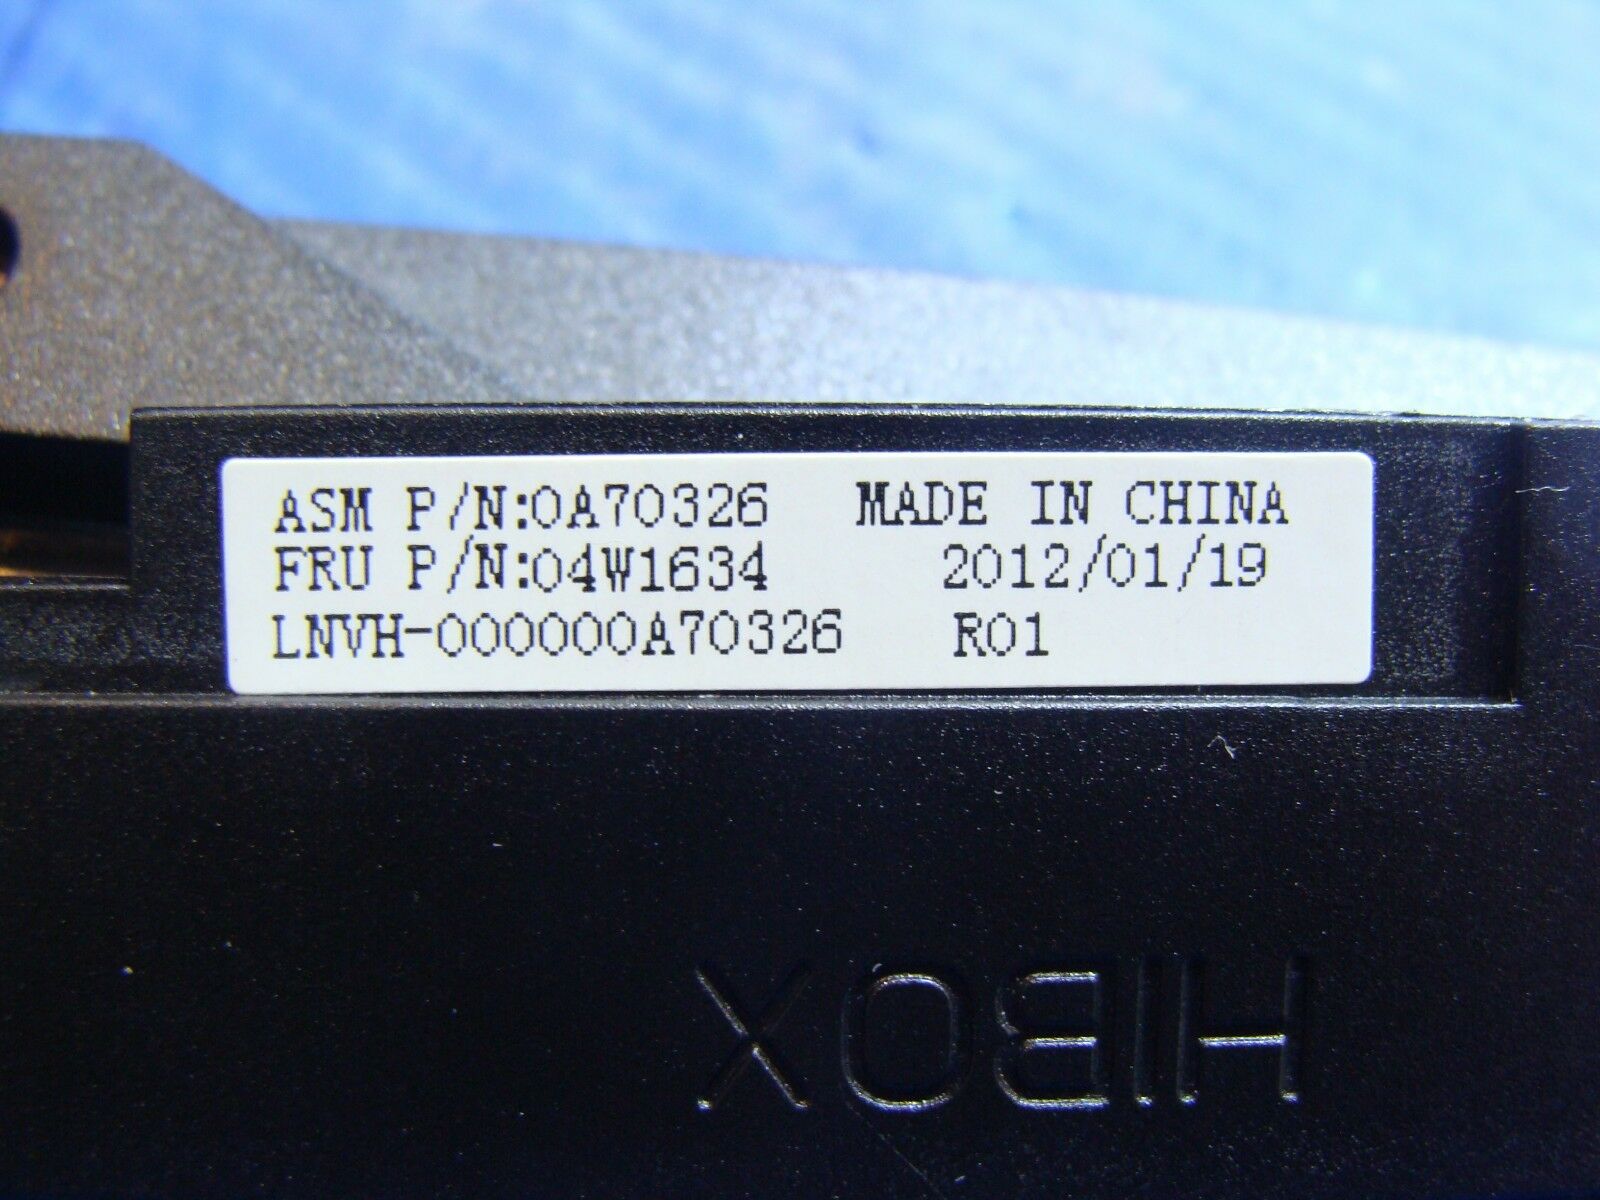 ASM P/N:0A70326 MADE IN CHINA
FRU P/N:04W1634 2012/01/19
LNVH-000000A70326 R01
HIBOX